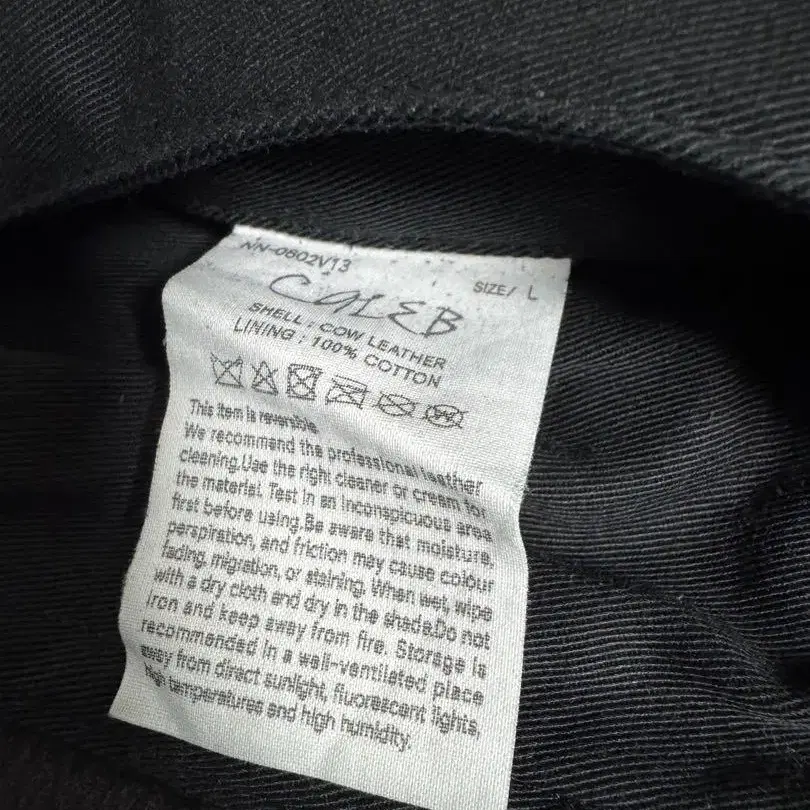 NN-0802V13
SIZE/ L
CALEB
SHELL : COW LEATHER
LINING : 100% COTTON
This item is reversible
We recommend the professional leather
cleaning.Use the right cleaner or cream for
the material. Test in an inconspicuous area
first before using.Be aware that moisture,
perspiration, and friction may cause colour
fading, migration, or staining. When wet, wipe
with a dry cloth and dry in the shade.Do not
iron and keep away from fire. Storage is
recommended in a well-ventilated place
away from direct sunlight, fluorescent lights,
high temperatures and high humidity.